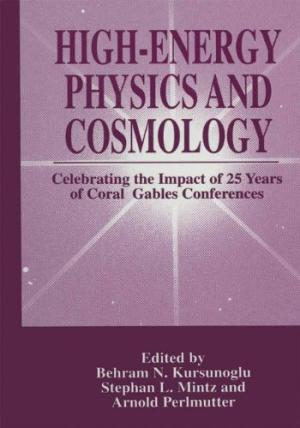 HIGH-ENERGY
PHYSICS AND
COSMOLOGY
Celebrating the Impact of 25 Years
of Coral Gables Conferences
Edited by
Behram N. Kursunoglu
Stephan L. Mintz and
Arnold Perlmutter